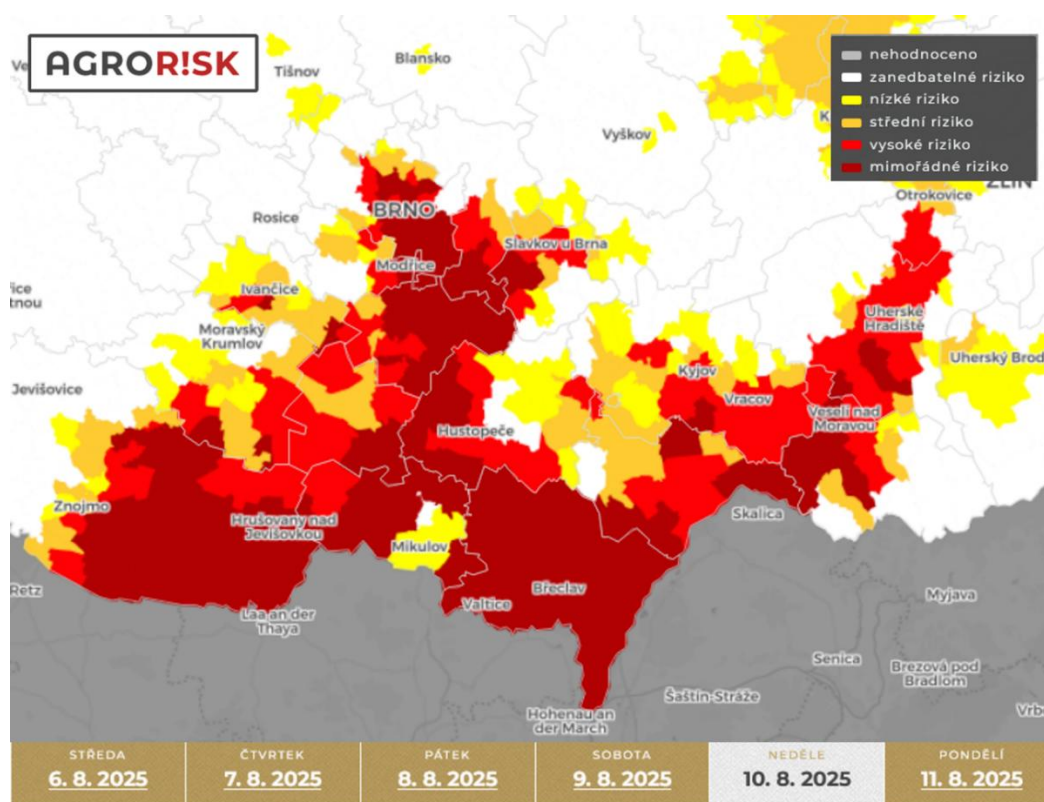 AGROR!SK
nehodnoceno
zanedbatelné riziko
nízké riziko
střední riziko
vysoké riziko
mimořádné riziko
Blansko
Tišnov
Vyškov
ZLÍN
Otrokovice
Rosice
BRNO
Slavkov u Brna
Modřice
Ivančice
Uherské
Hradiště
Moravský
Krumlov
Uherský Brod
Jevišovice
Kyjov
Vracov
Veselí nad
Moravou
Hustopeče
Znojmo
Hrušovany nad
Jevišovkou
Skalica
Mikulov
Břeclav
Valtice
Retz
Laa an der
Thaya
Myjava
Senica
Brezová pod
Bradlom
Šaštín-Stráže
Hohenau an
der March
Vrb
STŘEDA
6. 8. 2025
ČTVRTEK
7. 8. 2025
PÁTEK
8. 8. 2025
SOBOTA
9. 8. 2025
NEDĚLE
10. 8. 2025
PONDĚLÍ
11. 8. 2025